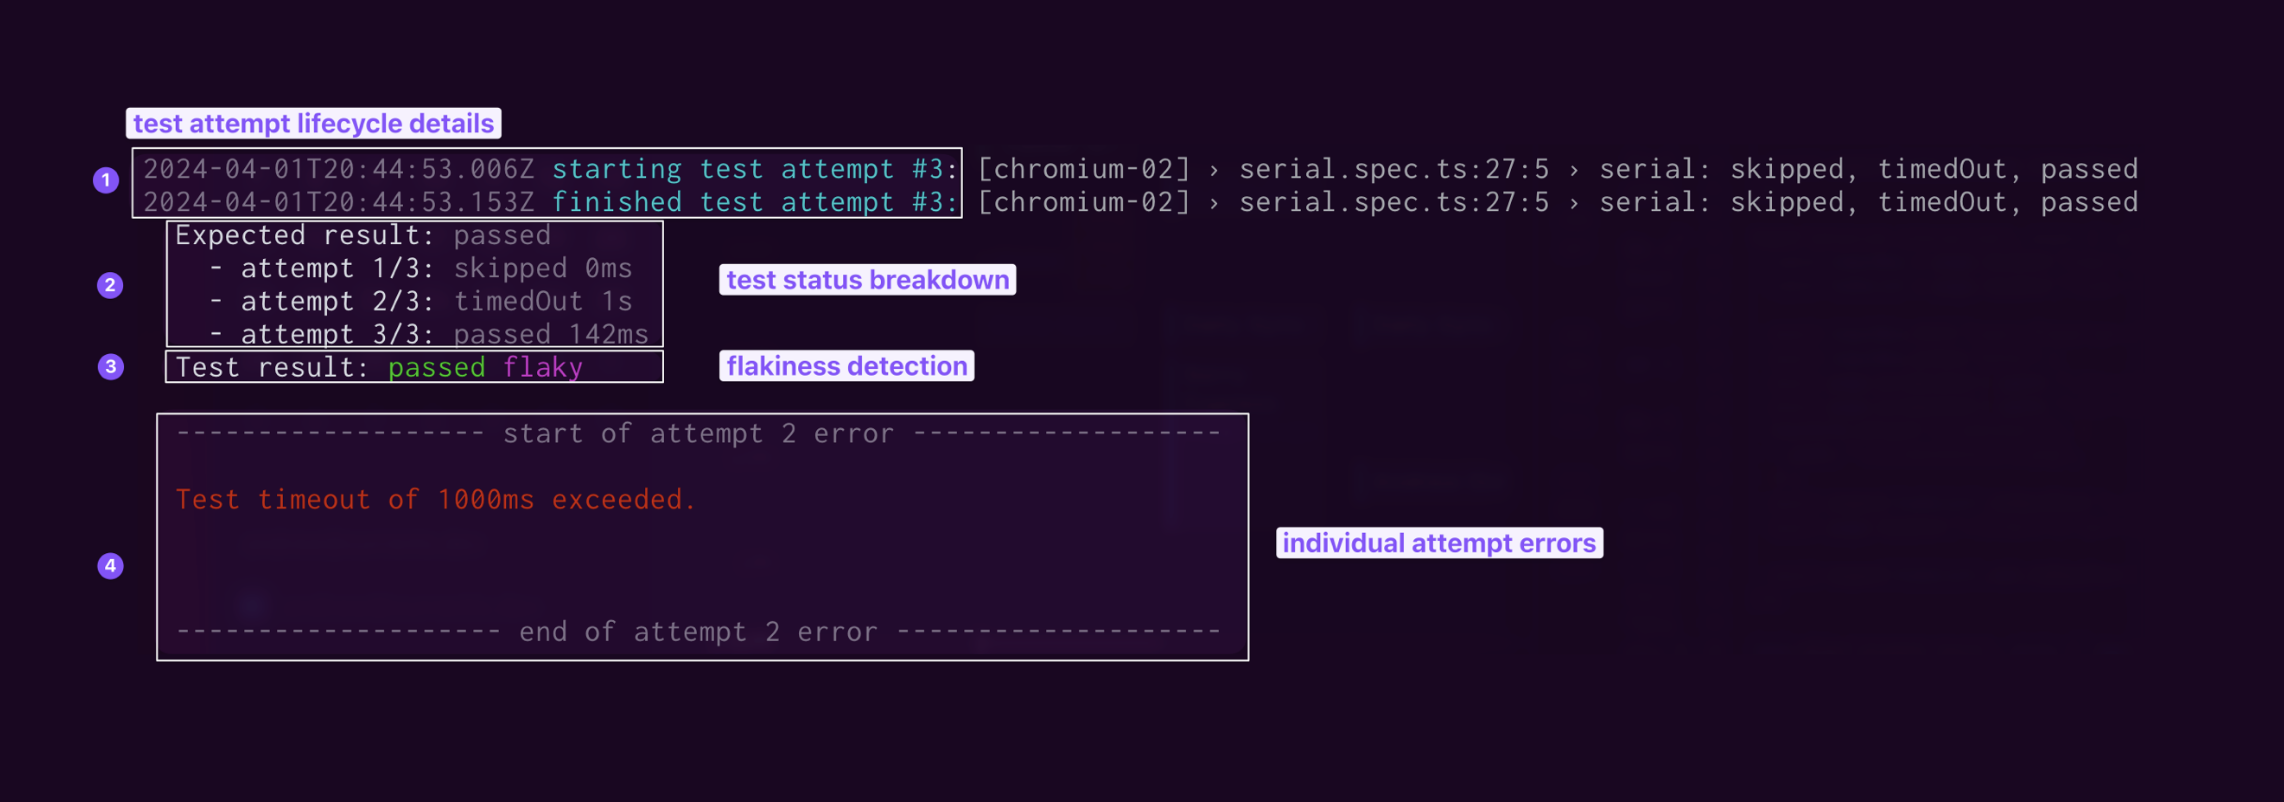 test attempt lifecycle details
1
2024-04-01T20:44:53.006Z starting test attempt #3: [chromium-02] › serial.spec.ts:27:5 › serial: skipped, timedOut, passed
2024-04-01T20:44:53.153Z finished test attempt #3: [chromium-02] › serial.spec.ts:27:5 › serial: skipped, timedOut, passed
Expected result: passed
- attempt 1/3: skipped 0ms
2
test status breakdown
- attempt 2/3: timedOut 1s
- attempt 3/3: passed 142ms
3
Test result: passed flaky
flakiness detection
------------------- start of attempt 2 error -------------------
Test timeout of 1000ms exceeded.
4
individual attempt errors
-------------------- end of attempt 2 error --------------------